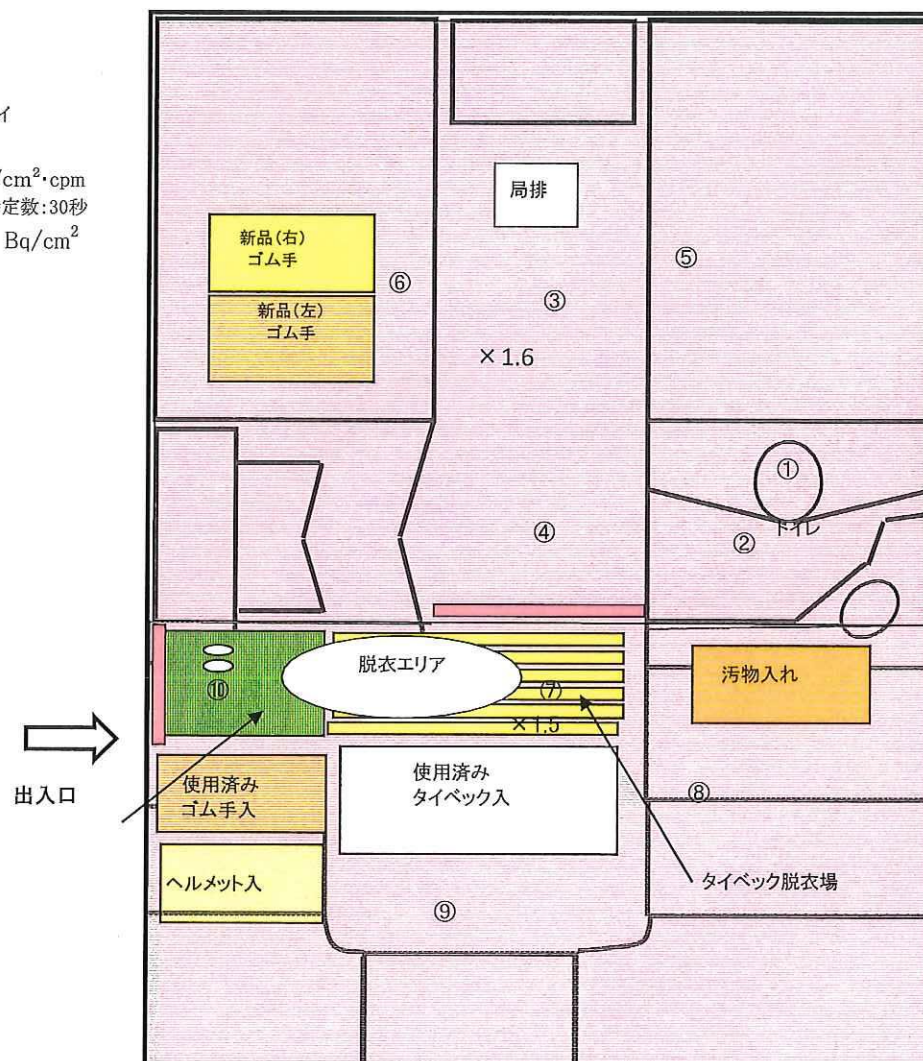 イ
/cm²・cpm
定数:30秒
Bq/cm²
局排
新品(右)
ゴム手
⑥
⑤
③
新品(左)
ゴム手
×1.6
①
トイレ
②
④
脱衣エリア
汚物入れ
⑩
⑦
×1.5
出入口
使用済み
ゴム手入
使用済み
タイベック入
⑧
ヘルメット入
タイベック脱衣場
⑨